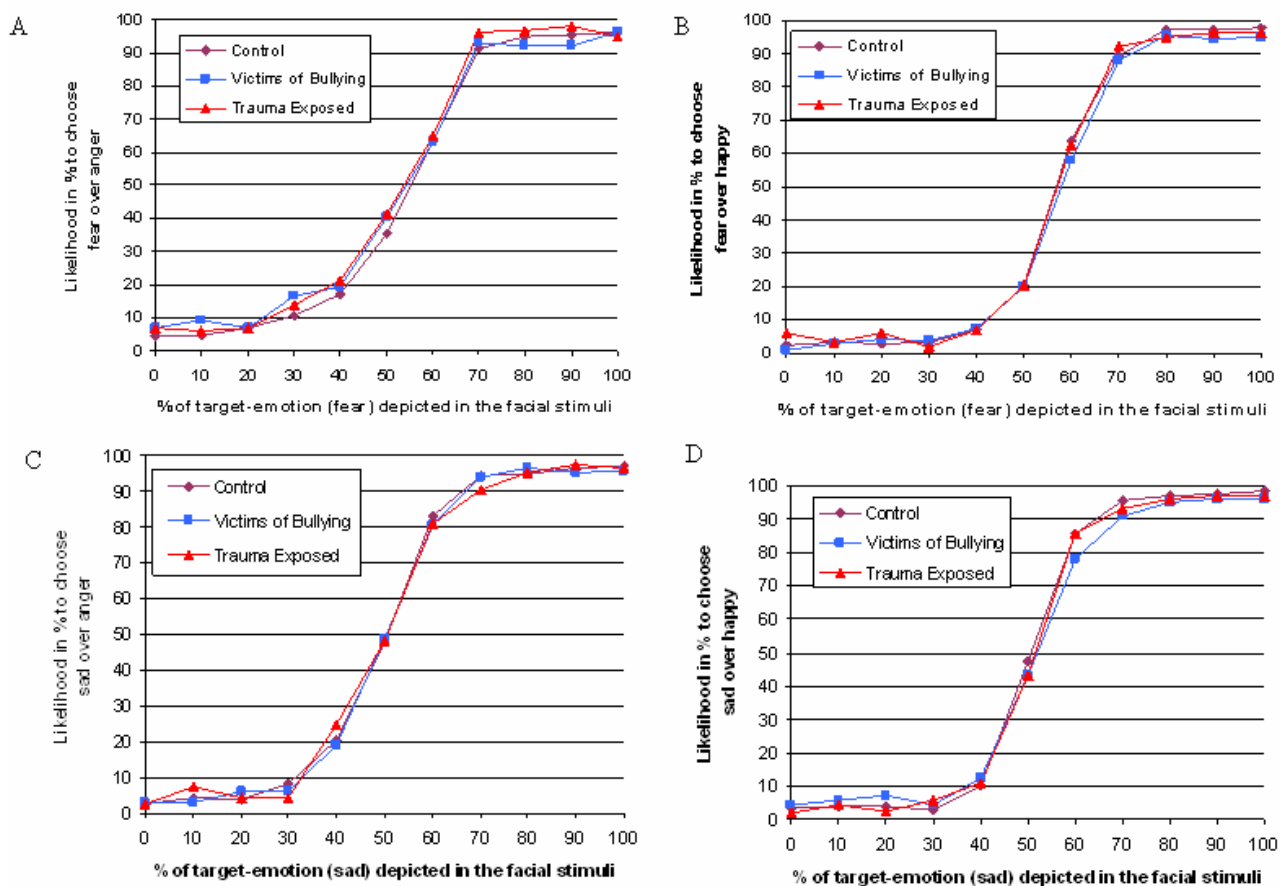 A
Likelihood in % to choose
fear over anger
100
90
80
70
60
50
40
30
20
10
0
Control
Victims of Bullying
Trauma Exposed
0 10 20 30 40 50 60 70 80 90 100
% of target-emotion (fear) depicted in the facial stimuli
B
Likelihood in % to choose
fear over happy
100
90
80
70
60
50
40
30
20
10
0
Control
Victims of Bullying
Trauma Exposed
0 10 20 30 40 50 60 70 80 90 100
% of target-emotion (fear) depicted in the facial stimuli
C
Likelihood in % to choose
sad over anger
100
90
80
70
60
50
40
30
20
10
0
Control
Victims of Bullying
Trauma Exposed
0 10 20 30 40 50 60 70 80 90 100
% of target-emotion (sad) depicted in the facial stimuli
D
Likelihood in % to choose
sad over happy
100
90
80
70
60
50
40
30
20
10
0
Control
Victims of Bullying
Trauma Exposed
0 10 20 30 40 50 60 70 80 90 100
% of target-emotion (sad) depicted in the facial stimuli